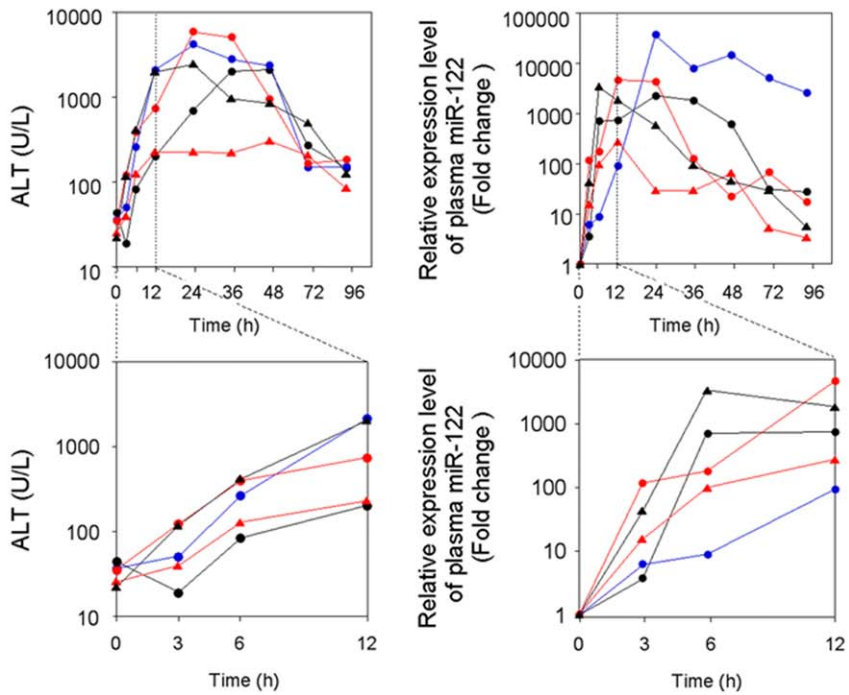 10000
1000
100
10
ALT (U/L)
0 12 24 36 48 72 96
Time (h)
100000
10000
1000
100
10
1
Relative expression level
of plasma miR-122
(Fold change )
0 12 24 36 48 72 96
Time (h)
10000
1000
100
10
ALT (U/L)
0 3 6 12
Time (h)
10000
1000
100
10
1
Relative expression level
of plasma miR-122
(Fold change )
0 3 6 12
Time (h)